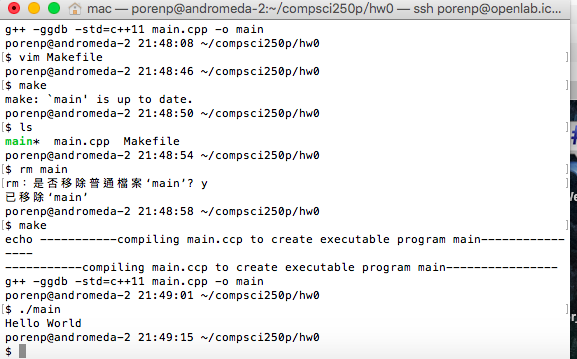 mac — porenp@andromeda-2:~/compsci250p/hw0 — ssh porenp@openlab.ic...
g++ -ggdb -std=c++11 main.cpp -o main
porenp@andromeda-2 21:48:08 ~/compsci250p/hw0
[$ vim Makefile ]
porenp@andromeda-2 21:48:46 ~/compsci250p/hw0
[$ make ]
make: `main' is up to date.
porenp@andromeda-2 21:48:50 ~/compsci250p/hw0
[$ ls ]
main* main.cpp Makefile
porenp@andromeda-2 21:48:54 ~/compsci250p/hw0
[$ rm main ]
[rm：是否移除普通檔案‘main’? y ]
已移除‘main’
porenp@andromeda-2 21:48:58 ~/compsci250p/hw0
[$ make ]
echo ------------compiling main.ccp to create executable program main-------------
----
------------compiling main.ccp to create executable program main-----------------
g++ -ggdb -std=c++11 main.cpp -o main
porenp@andromeda-2 21:49:01 ~/compsci250p/hw0
[$ ./main ]
Hello World
porenp@andromeda-2 21:49:15 ~/compsci250p/hw0
$